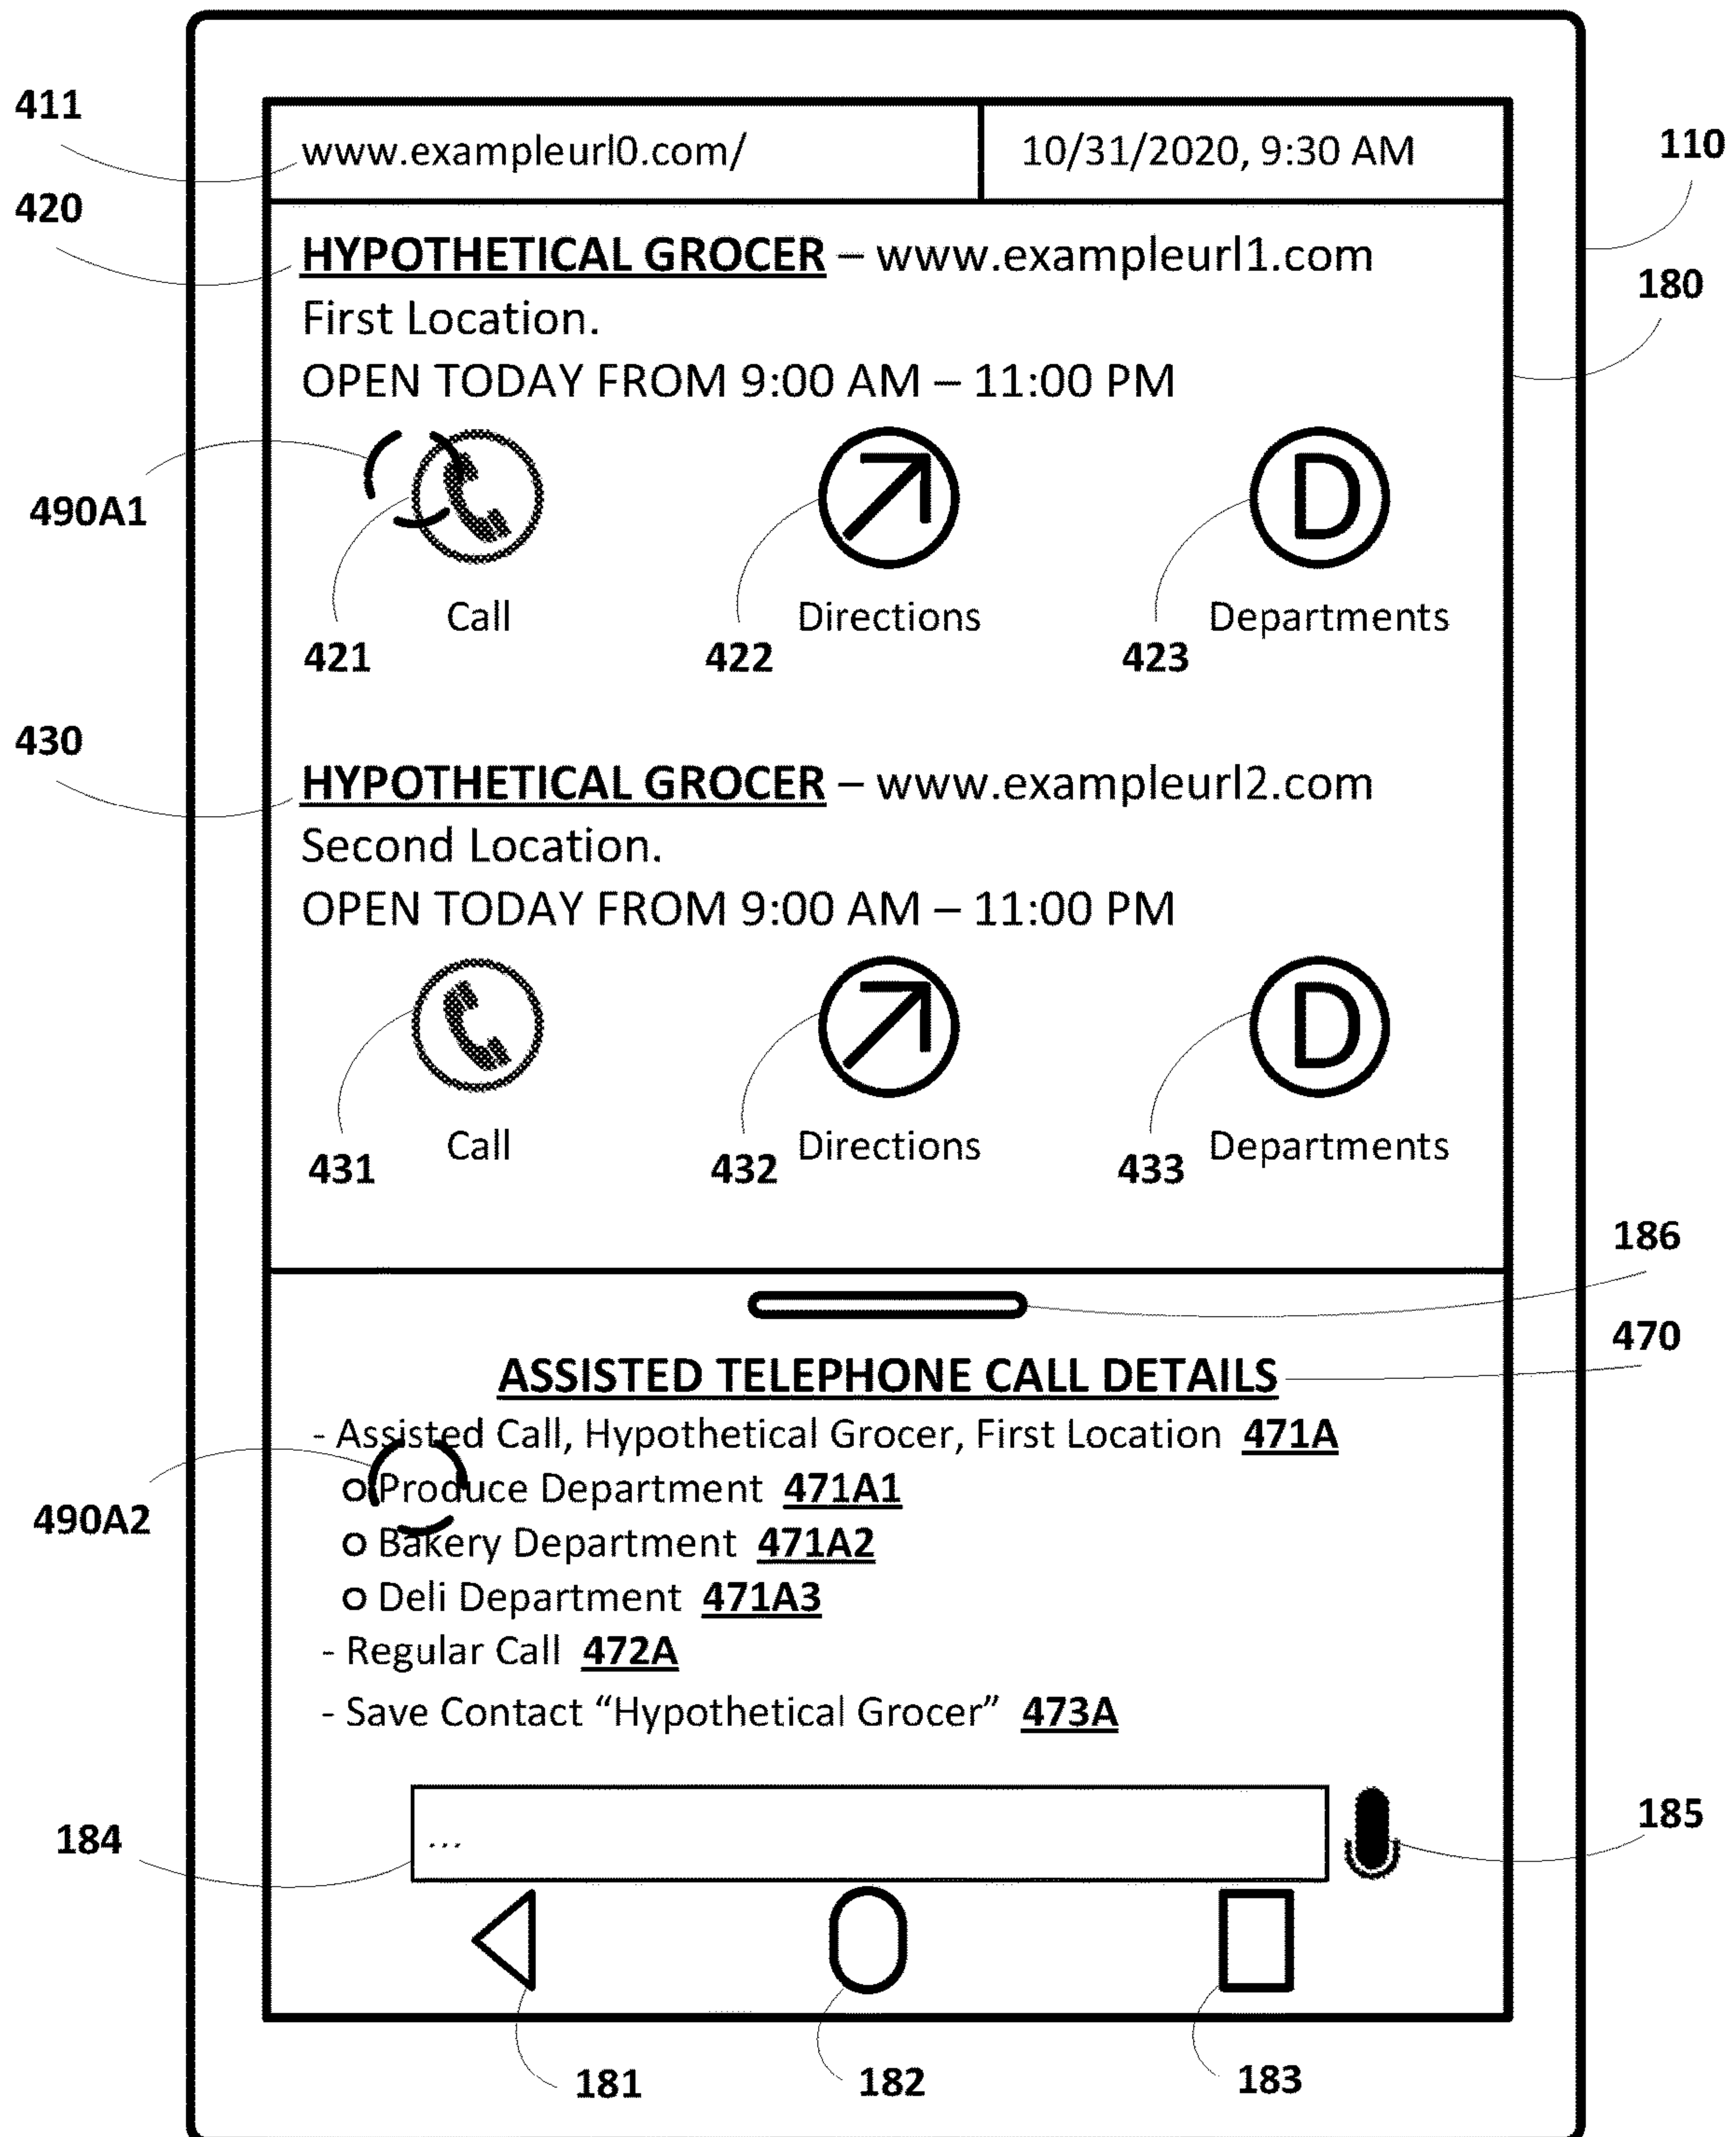 411
www.exampleurl0.com/ 10/31/2020, 9:30 AM
110
420
HYPOTHETICAL GROCER – www.exampleurl1.com
180
First Location.
OPEN TODAY FROM 9:00 AM – 11:00 PM
490A1
D
Call Directions Departments
421 422 423
430
HYPOTHETICAL GROCER – www.exampleurl2.com
Second Location.
OPEN TODAY FROM 9:00 AM – 11:00 PM
D
Call Directions Departments
431 432 433
186
470
ASSISTED TELEPHONE CALL DETAILS
- Assisted Call, Hypothetical Grocer, First Location 471A
o Produce Department 471A1
490A2
o Bakery Department 471A2
o Deli Department 471A3
- Regular Call 472A
- Save Contact “Hypothetical Grocer” 473A
184
...
185
181 182 183